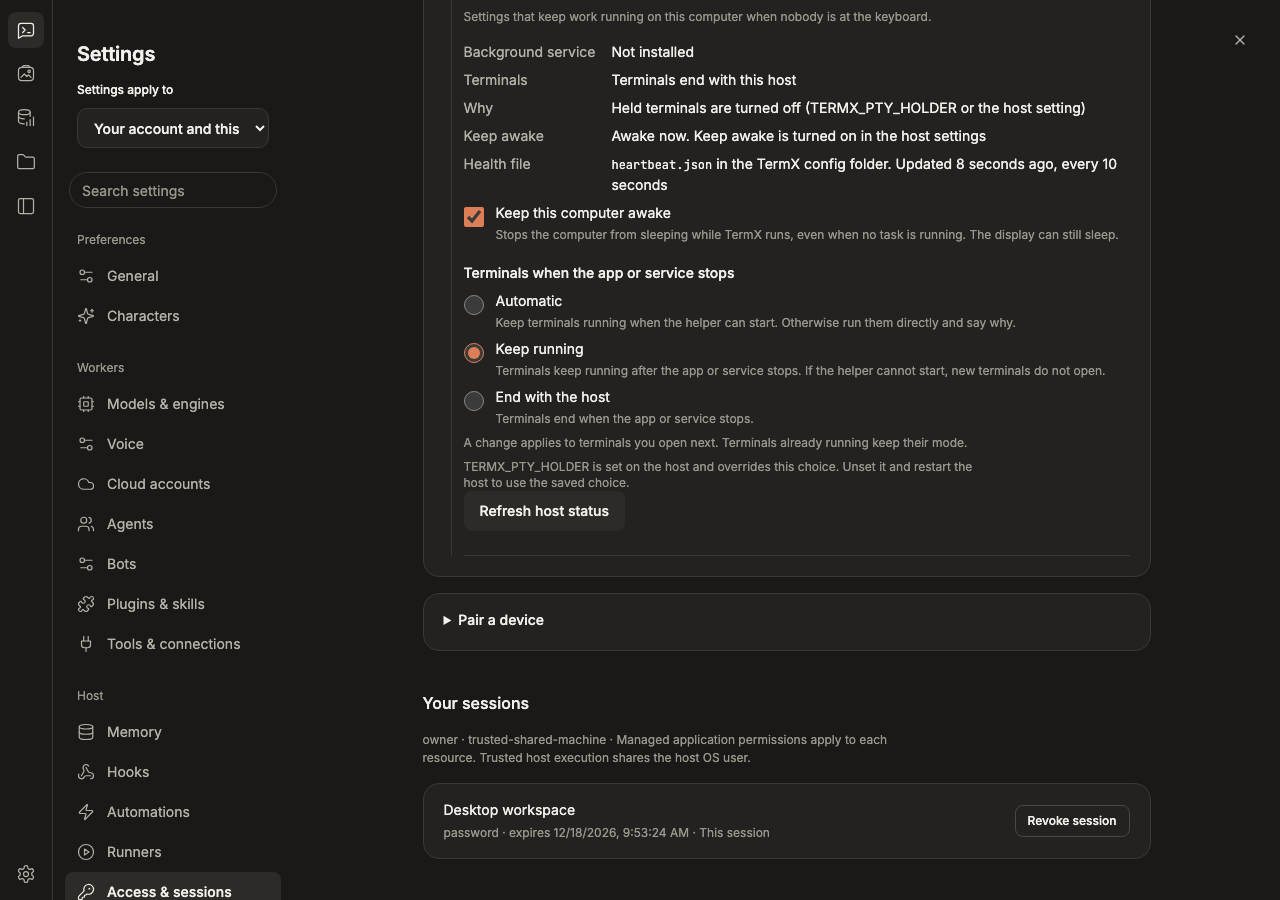 Settings
Settings apply to
Your account and this
Search settings
Preferences
General
Characters
Workers
Models & engines
Voice
Cloud accounts
Agents
Bots
Plugins & skills
Tools & connections
Host
Memory
Hooks
Automations
Runners
Access & sessions
Settings that keep work running on this computer when nobody is at the keyboard.
Background service Not installed
Terminals Terminals end with this host
Why Held terminals are turned off (TERMX_PTY_HOLDER or the host setting)
Keep awake Awake now. Keep awake is turned on in the host settings
Health file heartbeat.json in the TermX config folder. Updated 8 seconds ago, every 10
seconds
Keep this computer awake
Stops the computer from sleeping while TermX runs, even when no task is running. The display can still sleep.
Terminals when the app or service stops
Automatic
Keep terminals running when the helper can start. Otherwise run them directly and say why.
Keep running
Terminals keep running after the app or service stops. If the helper cannot start, new terminals do not open.
End with the host
Terminals end when the app or service stops.
A change applies to terminals you open next. Terminals already running keep their mode.
TERMX_PTY_HOLDER is set on the host and overrides this choice. Unset it and restart the
host to use the saved choice.
Refresh host status
Pair a device
Your sessions
owner · trusted-shared-machine · Managed application permissions apply to each
resource. Trusted host execution shares the host OS user.
Desktop workspace
password · expires 12/18/2026, 9:53:24 AM · This session
Revoke session